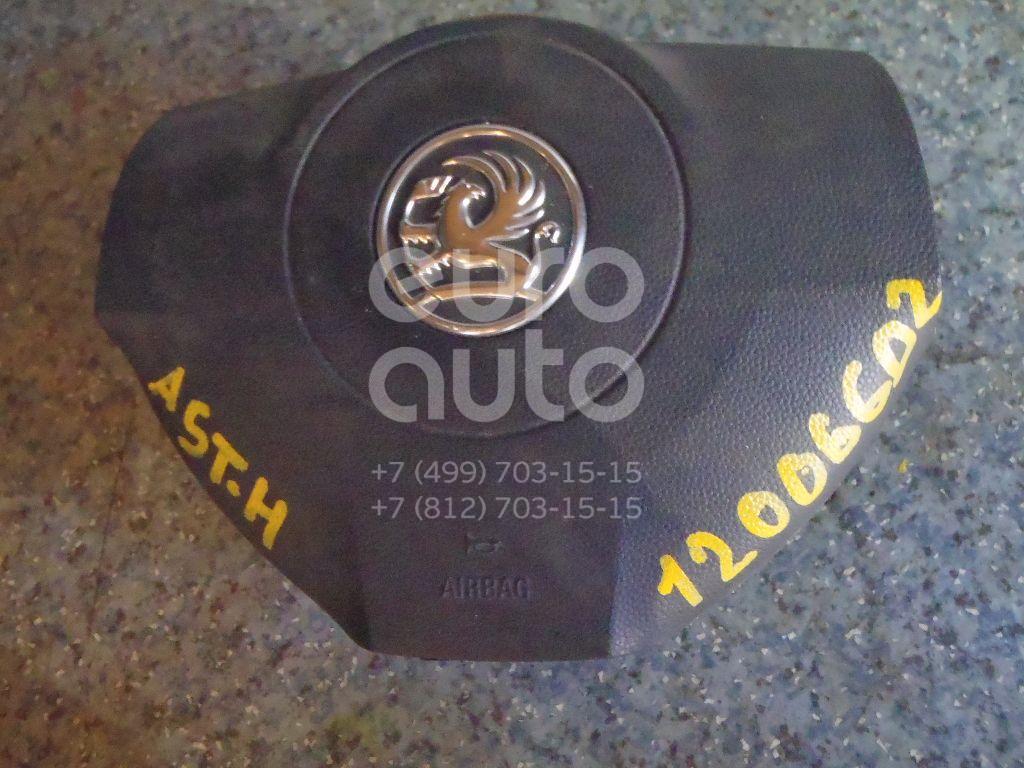 euro
auto
AST-H
12006602
+7 (499) 703-15-15
+7 (812) 703-15-15
AIRBAG